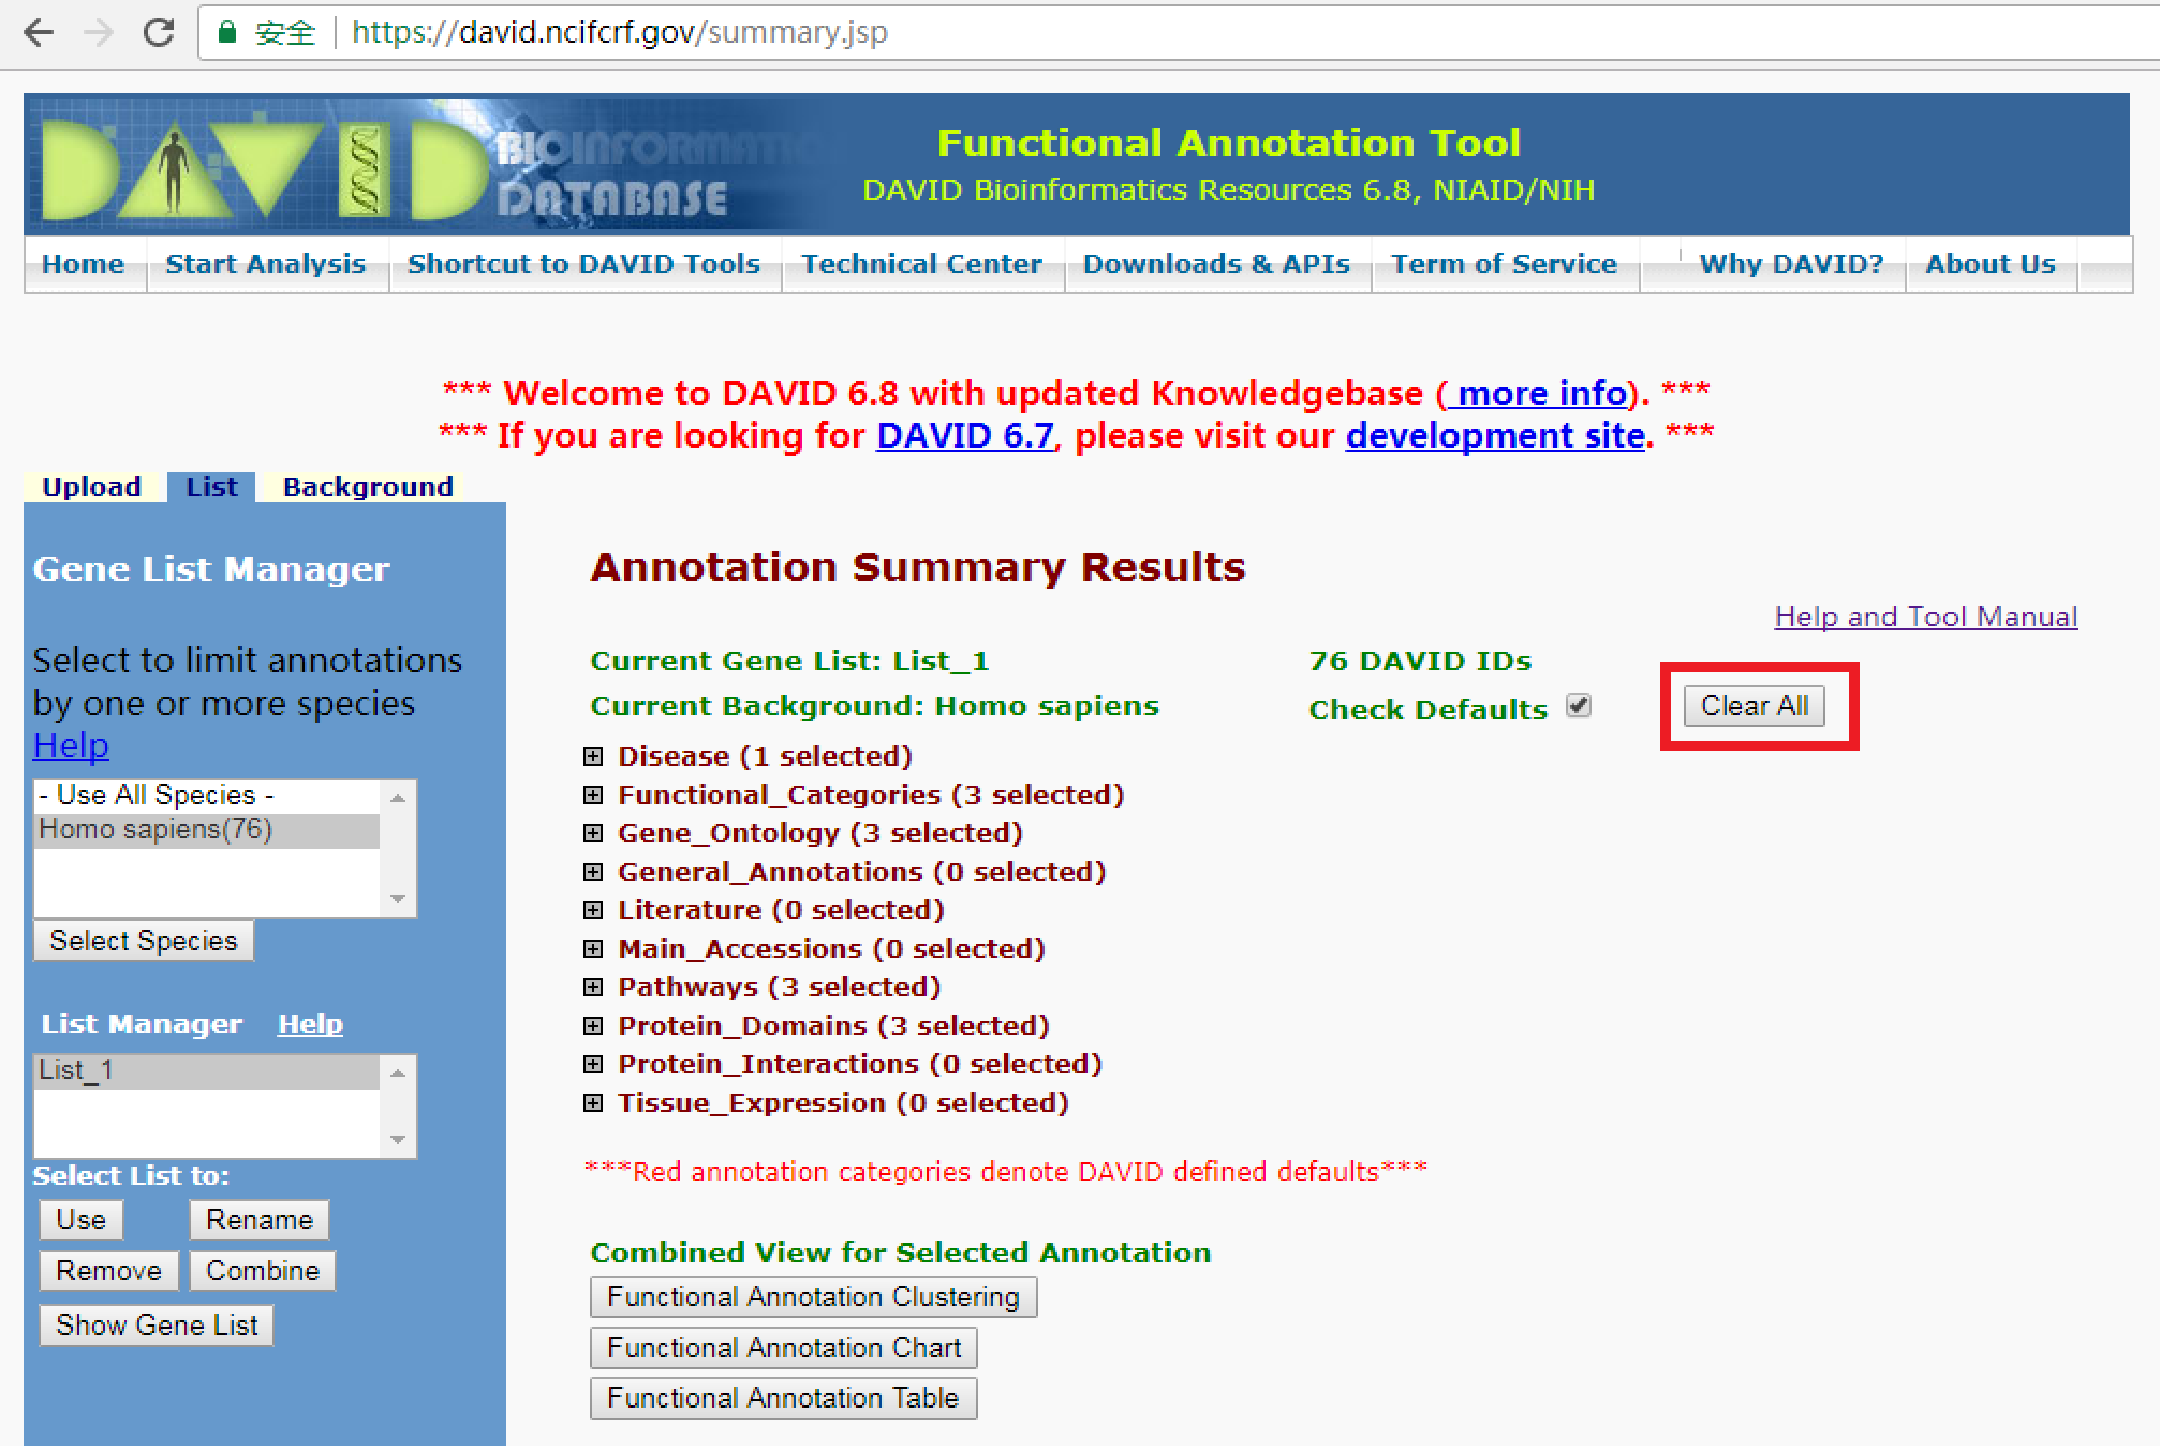 安全 https://david.ncifcrf.gov/summary.jsp
DAVID BIOINFORMATICS DATABASE
Functional Annotation Tool
DAVID Bioinformatics Resources 6.8, NIAID/NIH
Home Start Analysis Shortcut to DAVID Tools Technical Center Downloads & APIs Term of Service Why DAVID? About Us
*** Welcome to DAVID 6.8 with updated Knowledgebase ( more info). ***
*** If you are looking for DAVID 6.7, please visit our development site. ***
Upload List Background
Gene List Manager
Select to limit annotations
by one or more species
Help
- Use All Species -
Homo sapiens(76)
Select Species
List Manager Help
List_1
Select List to:
Use Rename
Remove Combine
Show Gene List
Annotation Summary Results
Help and Tool Manual
Current Gene List: List_1 76 DAVID IDs
Current Background: Homo sapiens Check Defaults Clear All
Disease (1 selected)
Functional_Categories (3 selected)
Gene_Ontology (3 selected)
General_Annotations (0 selected)
Literature (0 selected)
Main_Accessions (0 selected)
Pathways (3 selected)
Protein_Domains (3 selected)
Protein_Interactions (0 selected)
Tissue_Expression (0 selected)
***Red annotation categories denote DAVID defined defaults***
Combined View for Selected Annotation
Functional Annotation Clustering
Functional Annotation Chart
Functional Annotation Table